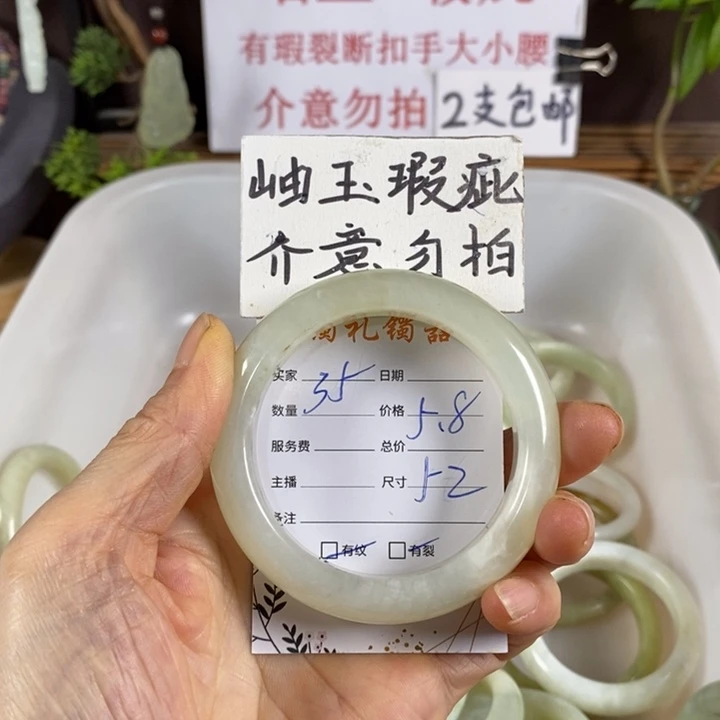 有瑕裂断扣手大小腰
介意勿拍 2支包邮
岫玉瑕疵
介意勿拍
买家 35 日期
数量 价格 5.8
服务费 总价
主播 尺寸 52
备注
有纹 有裂